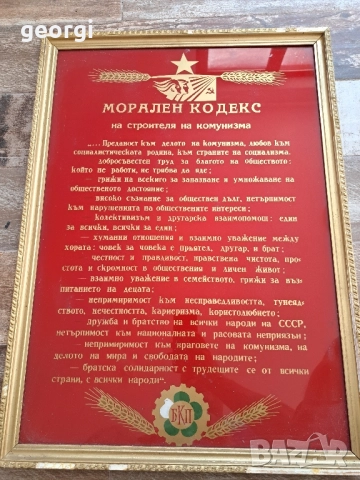 georgi
МОРАЛЕН КОДЕКС
на строителя на комунизма
„... Преданост към делото на комунизма, любов към
социалистическата родина, към страните на социализма.
добросъвестен труд за благото на обществото:
който не работи, не трябва да яде;
— грижи на всекиго за запазване и умножаване на
общественото достояние;
— високо съзнание за обществен дълг, нетърпимост
към нарушенията на обществените интереси;
— колективизъм и другарска взаимопомощ: един
за всички, всички за един;
— хуманни отношения и взаимно уважение между
хората: човек за човека е приятел, другар, и брат;
— честност и правдивост, нравствена чистота, про-
стота и скромност в обществения и личен живот;
— взаимно уважение в семейството, грижи за въз-
питанието на децата;
— непримиримост към несправедливостта, тунеяд-
ството, нечестността, кариеризма, користолюбието;
— дружба и братство на всички народи на СССР,
нетърпимост към националната и расовата неприязън;
— непримиримост към враговете на комунизма, на
делото на мира и свободата на народите;
— братска солидарност с трудещите се от всички
страни, с всички народи“.
БКП
BAZAR